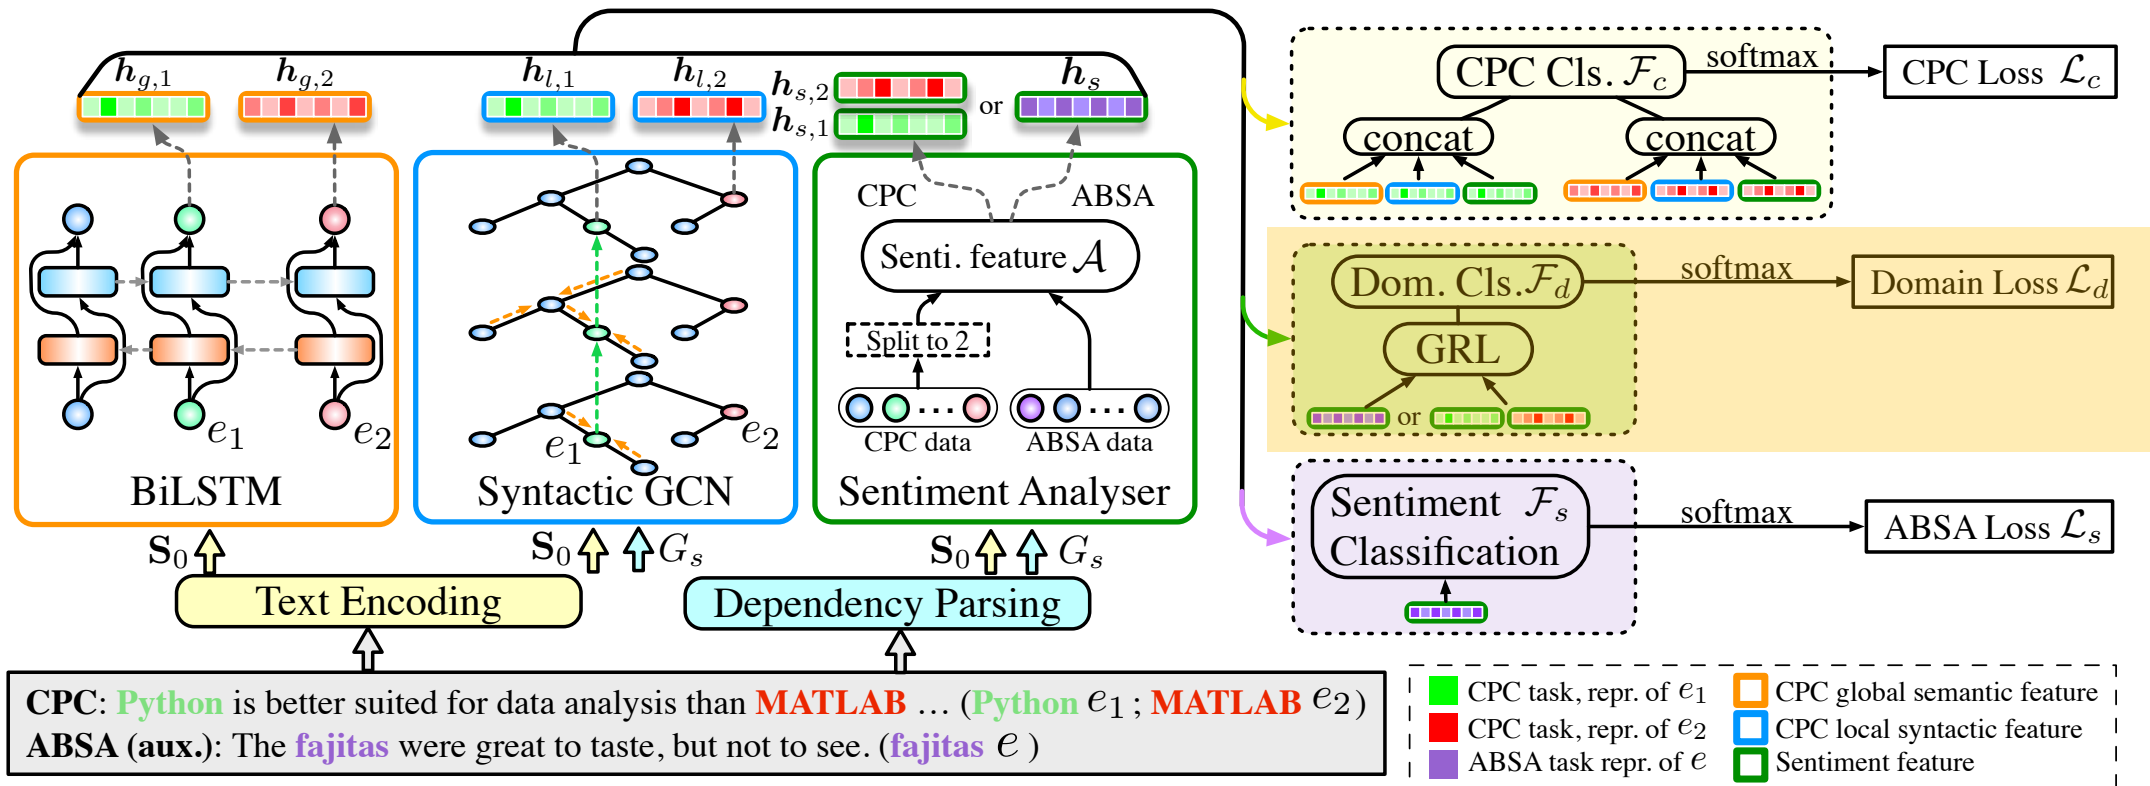 h_{g,1} h_{g,2} h_{l,1} h_{l,2} h_{s,2} h_{s,1} or h_s
CPC ABSA
Senti. feature A
Split to 2
CPC data ABSA data
e_1 e_2 e_1 e_2
BiLSTM Syntactic GCN Sentiment Analyser
S_0 S_0 G_s S_0 G_s
Text Encoding Dependency Parsing
CPC: Python is better suited for data analysis than MATLAB … (Python e_1 ; MATLAB e_2)
ABSA (aux.): The fajitas were great to taste, but not to see. (fajitas e )
CPC Cls. F_c softmax CPC Loss L_c
concat concat
Dom. Cls. F_d softmax Domain Loss L_d
GRL
or
Sentiment F_s softmax ABSA Loss L_s
Classification
CPC task, repr. of e_1 CPC global semantic feature
CPC task, repr. of e_2 CPC local syntactic feature
ABSA task repr. of e Sentiment feature